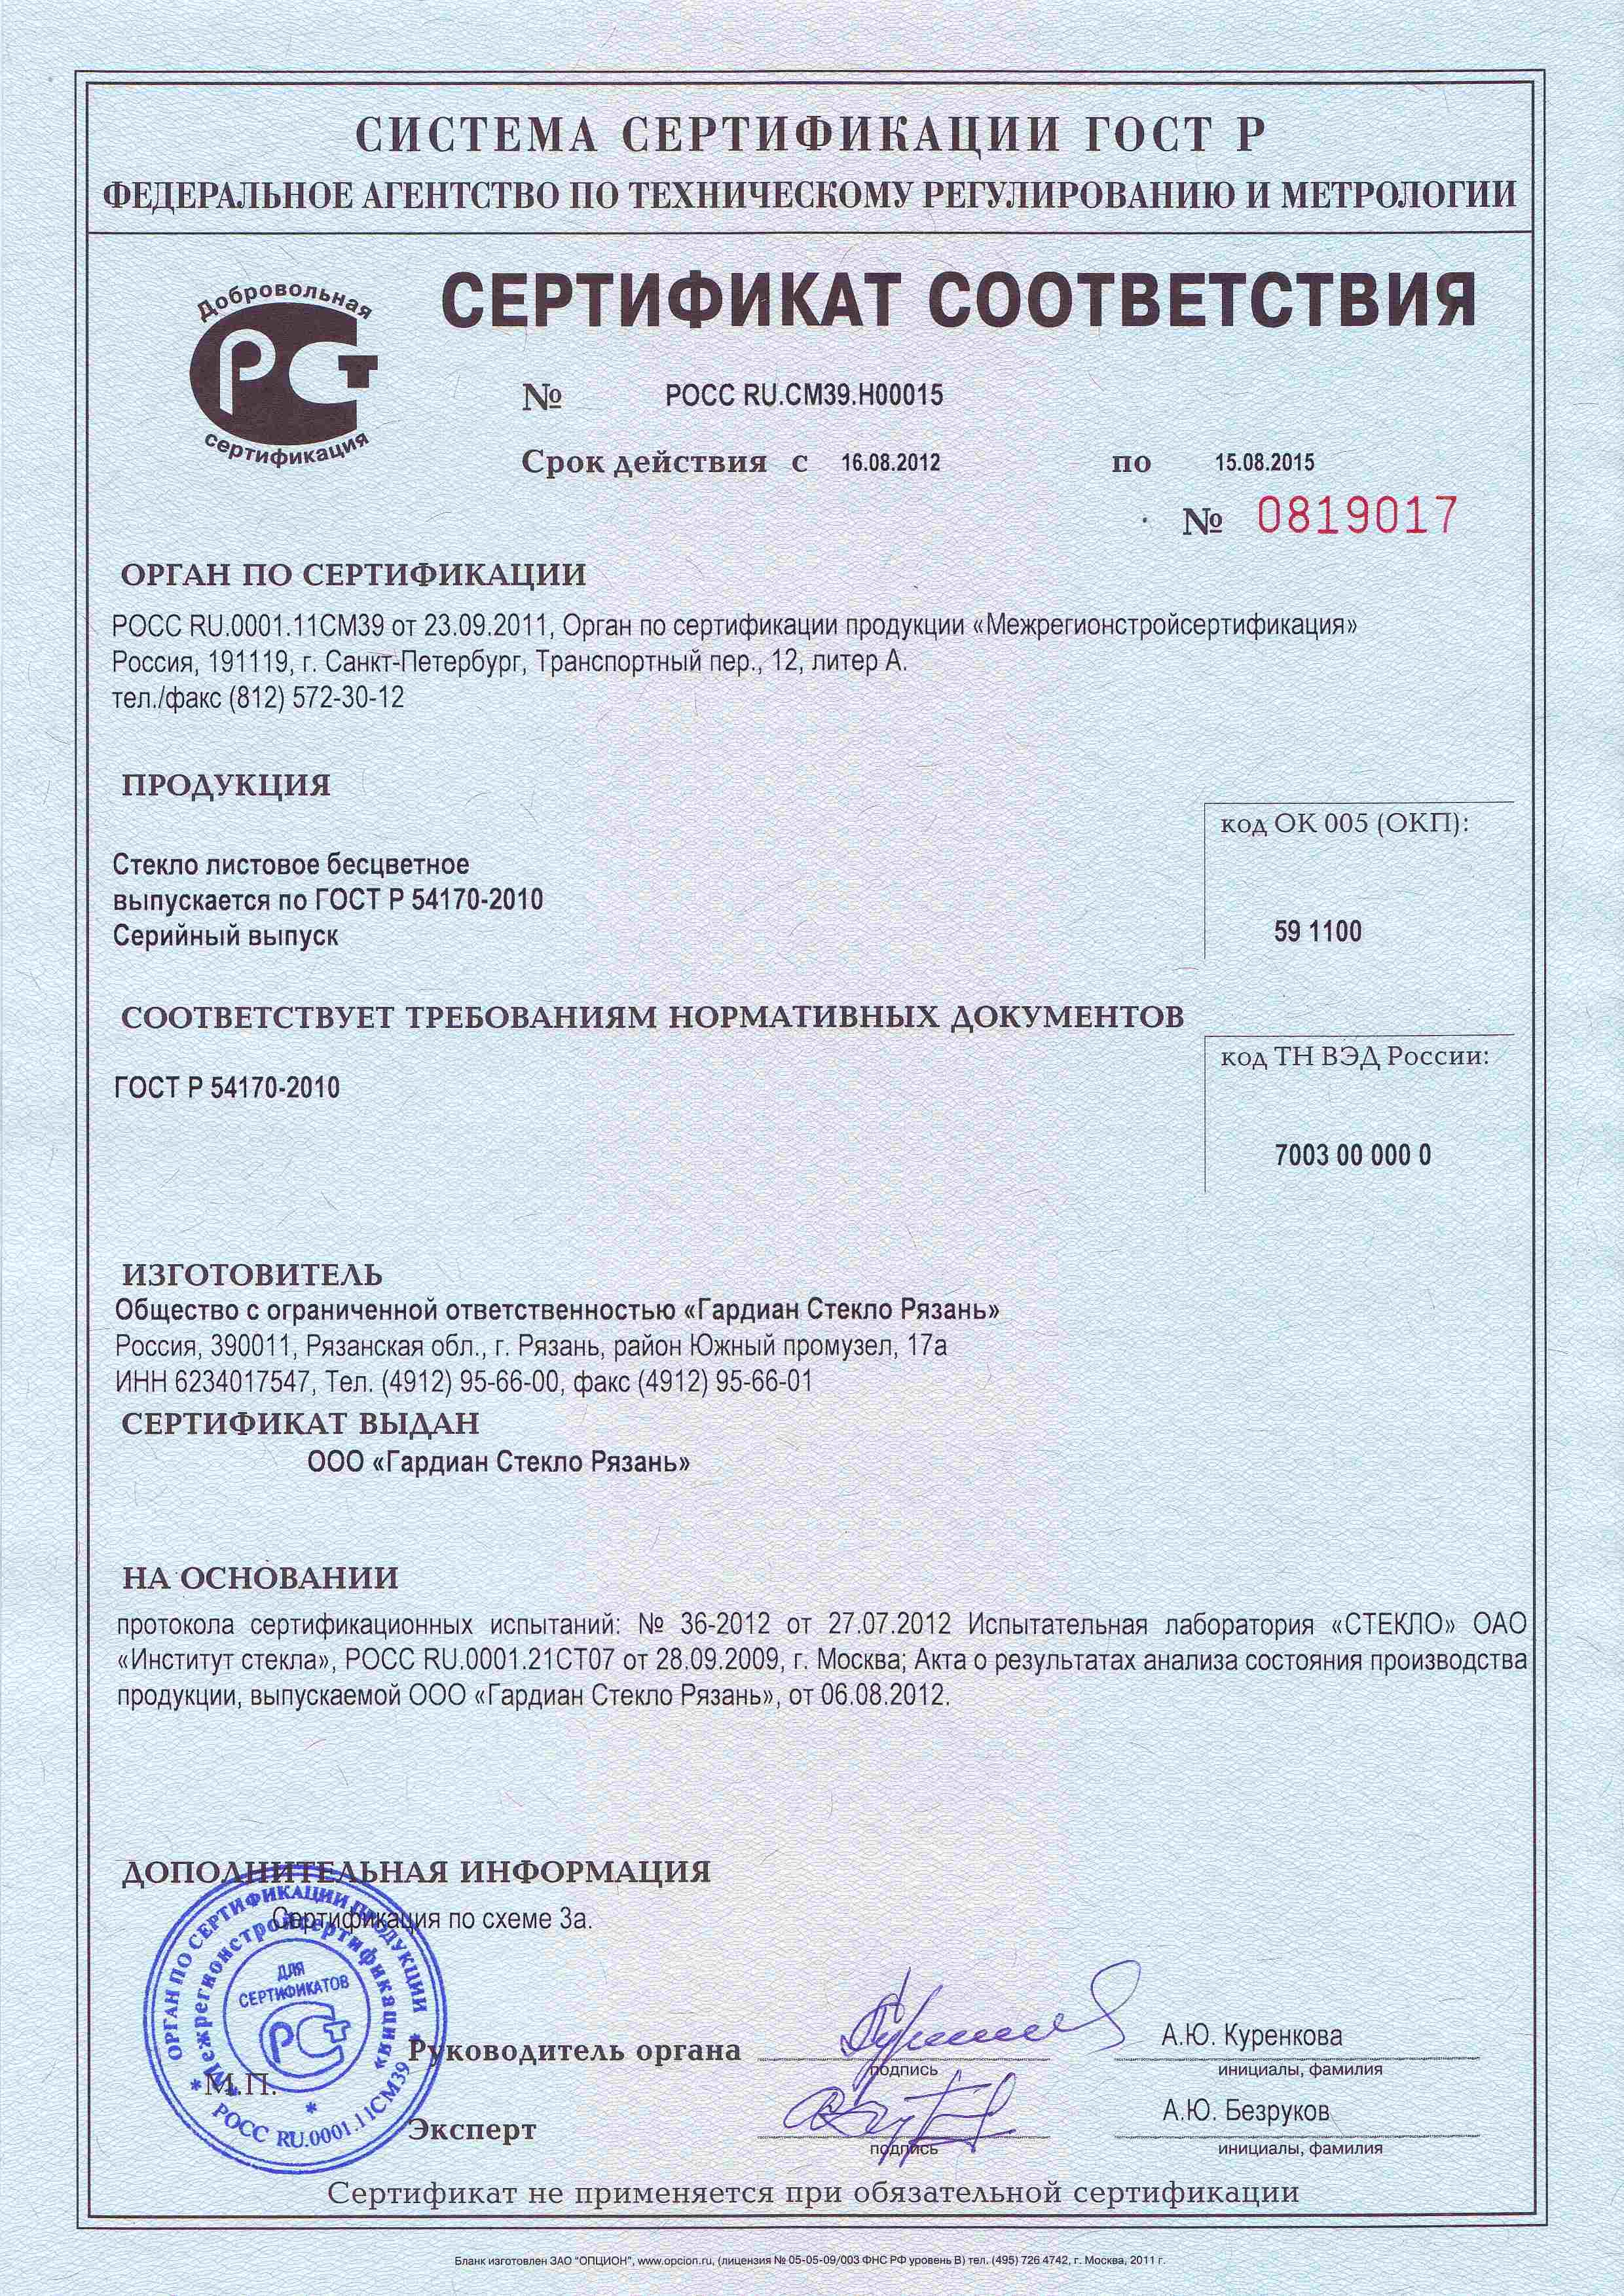 СИСТЕМА СЕРТИФИКАЦИИ ГОСТ Р
ФЕДЕРАЛЬНОЕ АГЕНТСТВО ПО ТЕХНИЧЕСКОМУ РЕГУЛИРОВАНИЮ И МЕТРОЛОГИИ
Добровольная
РСТ
сертификация
СЕРТИФИКАТ СООТВЕТСТВИЯ
№ РОСС RU.СМ39.Н00015
Срок действия с 16.08.2012 по 15.08.2015
№ 0819017
ОРГАН ПО СЕРТИФИКАЦИИ
РОСС RU.0001.11СМ39 от 23.09.2011, Орган по сертификации продукции «Межрегионстройсертификация»
Россия, 191119, г. Санкт-Петербург, Транспортный пер., 12, литер А.
тел./факс (812) 572-30-12
ПРОДУКЦИЯ
код ОК 005 (ОКП):
Стекло листовое бесцветное
выпускается по ГОСТ Р 54170-2010
Серийный выпуск
59 1100
СООТВЕТСТВУЕТ ТРЕБОВАНИЯМ НОРМАТИВНЫХ ДОКУМЕНТОВ
код ТН ВЭД России:
ГОСТ Р 54170-2010
7003 00 000 0
ИЗГОТОВИТЕЛЬ
Общество с ограниченной ответственностью «Гардиан Стекло Рязань»
Россия, 390011, Рязанская обл., г. Рязань, район Южный промузел, 17а
ИНН 6234017547, Тел. (4912) 95-66-00, факс (4912) 95-66-01
СЕРТИФИКАТ ВЫДАН
ООО «Гардиан Стекло Рязань»
НА ОСНОВАНИИ
протокола сертификационных испытаний: № 36-2012 от 27.07.2012 Испытательная лаборатория «СТЕКЛО» ОАО
«Институт стекла», РОСС RU.0001.21СТ07 от 28.09.2009, г. Москва; Акта о результатах анализа состояния производства
продукции, выпускаемой ООО «Гардиан Стекло Рязань», от 06.08.2012.
ДОПОЛНИТЕЛЬНАЯ ИНФОРМАЦИЯ
Сертификация по схеме 3а.
ОРГАН ПО СЕРТИФИКАЦИИ ПРОДУКЦИИ
«Межрегионстройсертификация»
ДЛЯ
СЕРТИФИКАТОВ
РСТ
* РОСС RU.0001.11СМ39 *
М.П.
Руководитель органа
подпись
А.Ю. Куренкова
инициалы, фамилия
Эксперт
подпись
А.Ю. Безруков
инициалы, фамилия
Сертификат не применяется при обязательной сертификации
Бланк изготовлен ЗАО "ОПЦИОН", www.opcion.ru, (лицензия № 05-05-09/003 ФНС РФ уровень B) тел. (495) 726 4742, г. Москва, 2011 г.